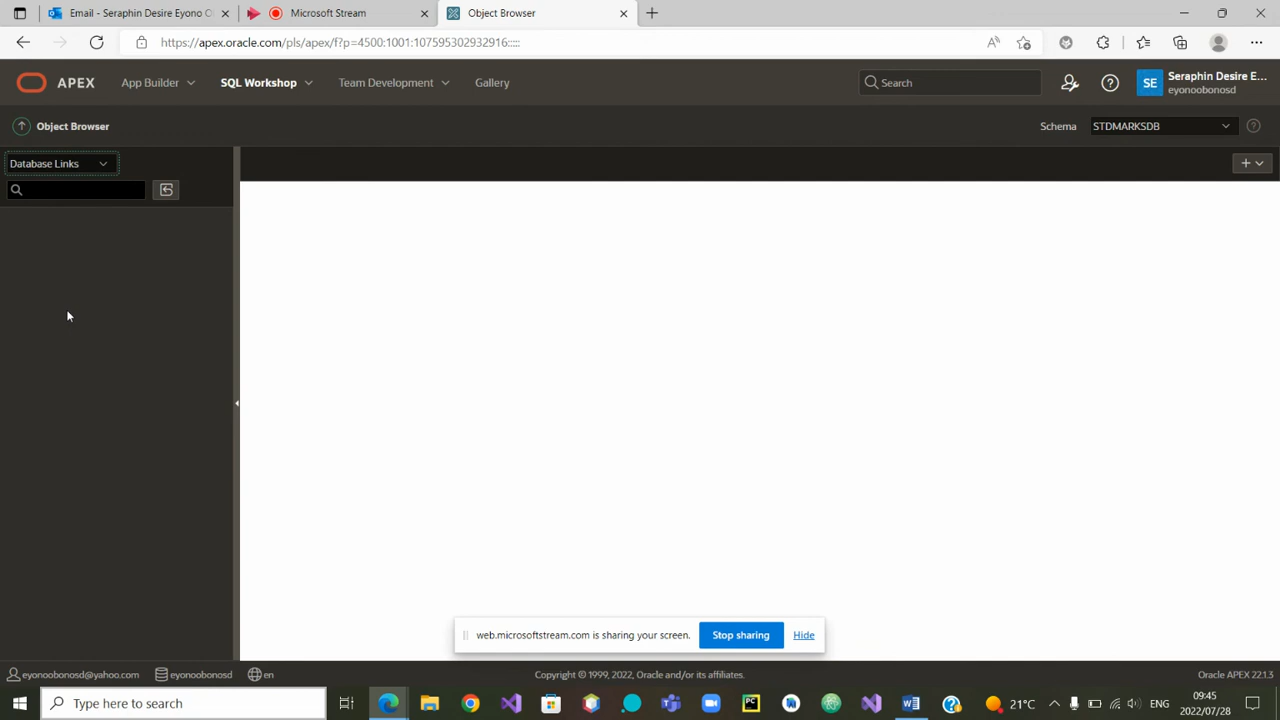 Email - Seraphin Desire Eyono O
Microsoft Stream
Object Browser
https://apex.oracle.com/pls/apex/f?p=4500:1001:107595302932916:::::
APEX
App Builder
SQL Workshop
Team Development
Gallery
Search
SE
Seraphin Desire E...
eyonoobonosd
Object Browser
Schema
STDMARKSDB
Database Links
web.microsoftstream.com is sharing your screen.
Stop sharing
Hide
eyonoobonosd@yahoo.com
eyonoobonosd
en
Copyright © 1999, 2022, Oracle and/or its affiliates.
Oracle APEX 22.1.3
Type here to search
21°C
ENG
09:45
2022/07/28